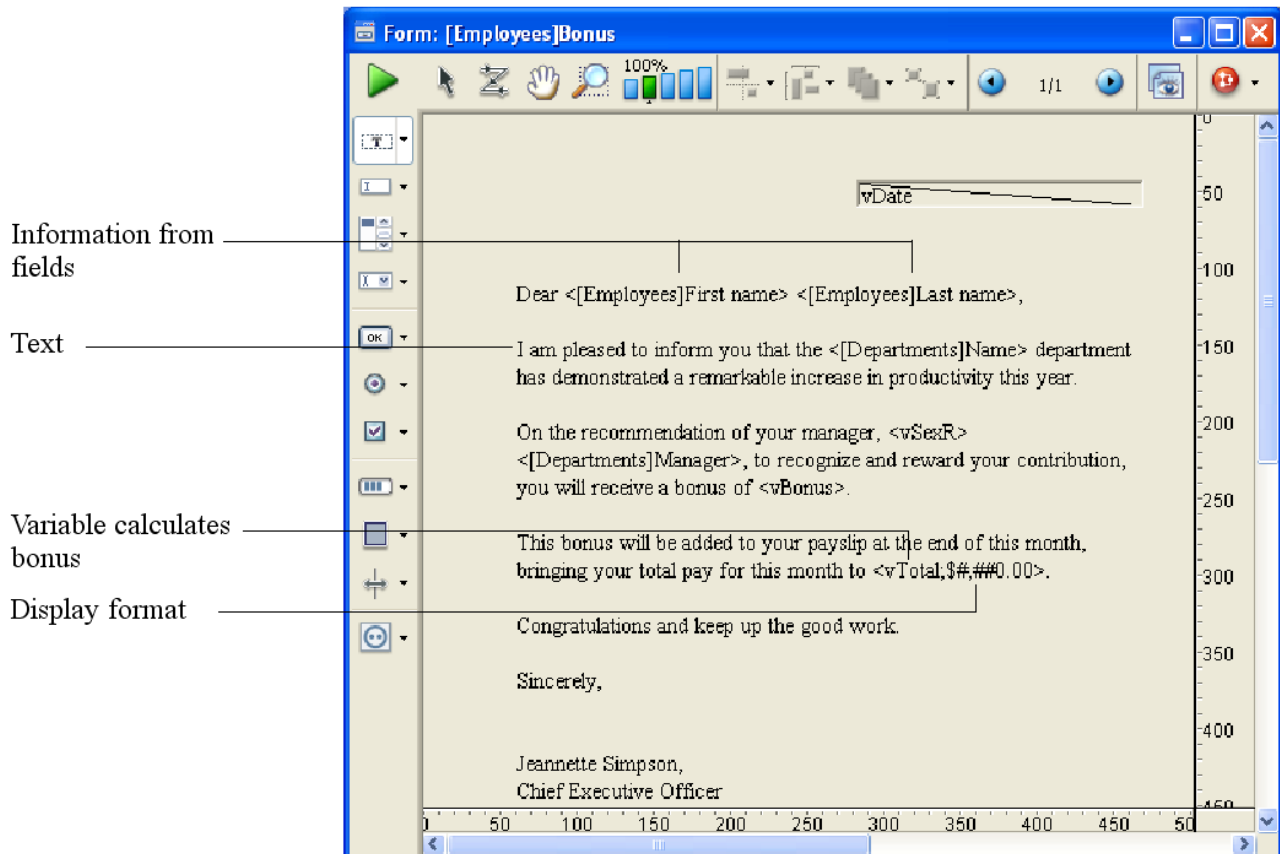 Form: [Employees]Bonus
100%
1/1
T
I
I
OK
0
50
100
150
200
250
300
350
400
450
vDate
Information from
fields
Dear <[Employees]First name> <[Employees]Last name>,
Text
I am pleased to inform you that the <[Departments]Name> department
has demonstrated a remarkable increase in productivity this year.
On the recommendation of your manager, <vSexR>
<[Departments]Manager>, to recognize and reward your contribution,
you will receive a bonus of <vBonus>.
Variable calculates
bonus
This bonus will be added to your payslip at the end of this month,
bringing your total pay for this month to <vTotal;$#,##0.00>.
Display format
Congratulations and keep up the good work.
Sincerely,
Jeannette Simpson,
Chief Executive Officer
50 100 150 200 250 300 350 400 450 50